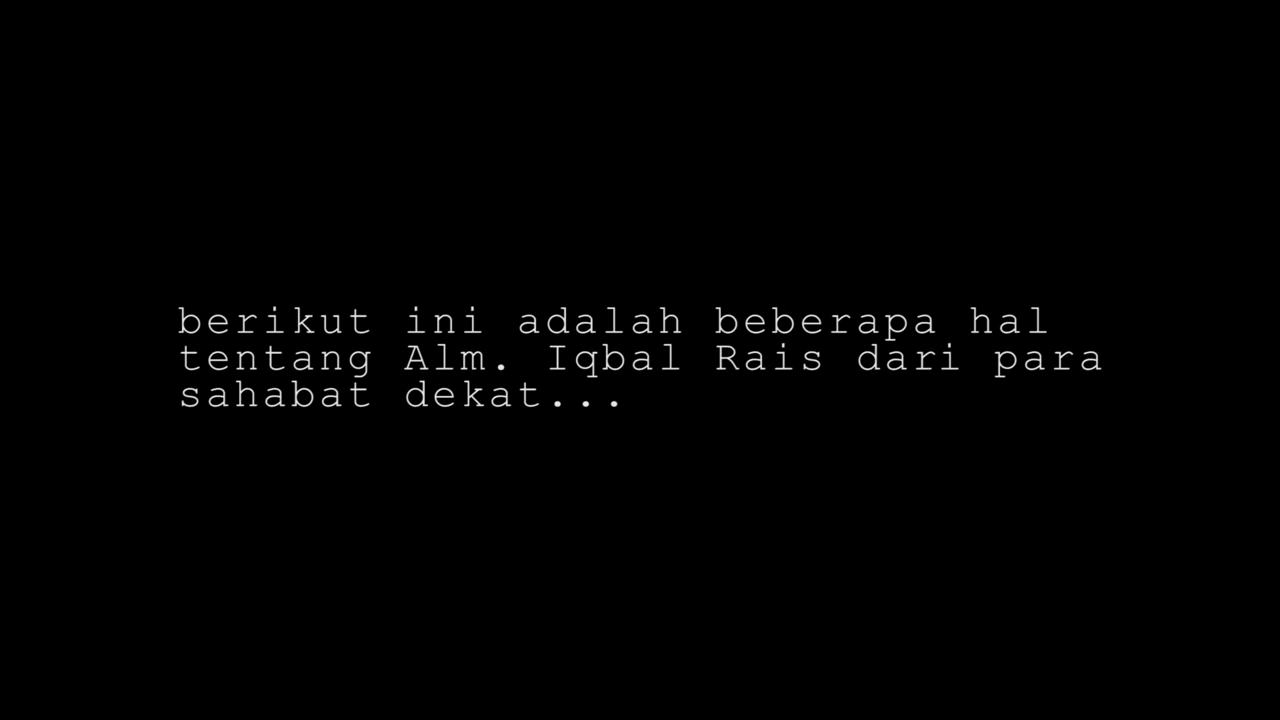 berikut ini adalah beberapa hal
tentang Alm. Iqbal Rais dari para
sahabat dekat...